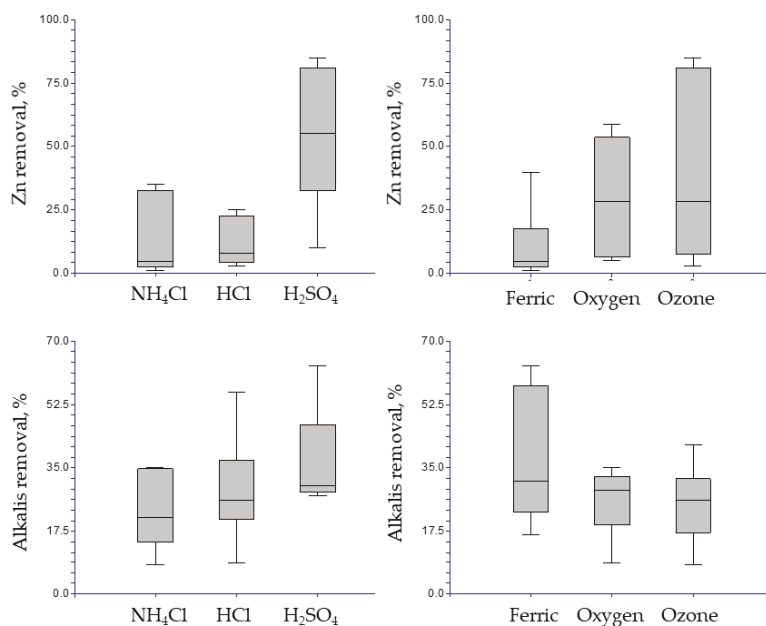 Zn removal, %
100.0
75.0
50.0
25.0
0.0
NH₄Cl HCl H₂SO₄
Zn removal, %
100.0
75.0
50.0
25.0
0.0
Ferric Oxygen Ozone
Alkalis removal, %
70.0
52.5
35.0
17.5
0.0
NH₄Cl HCl H₂SO₄
Alkalis removal, %
70.0
52.5
35.0
17.5
0.0
Ferric Oxygen Ozone